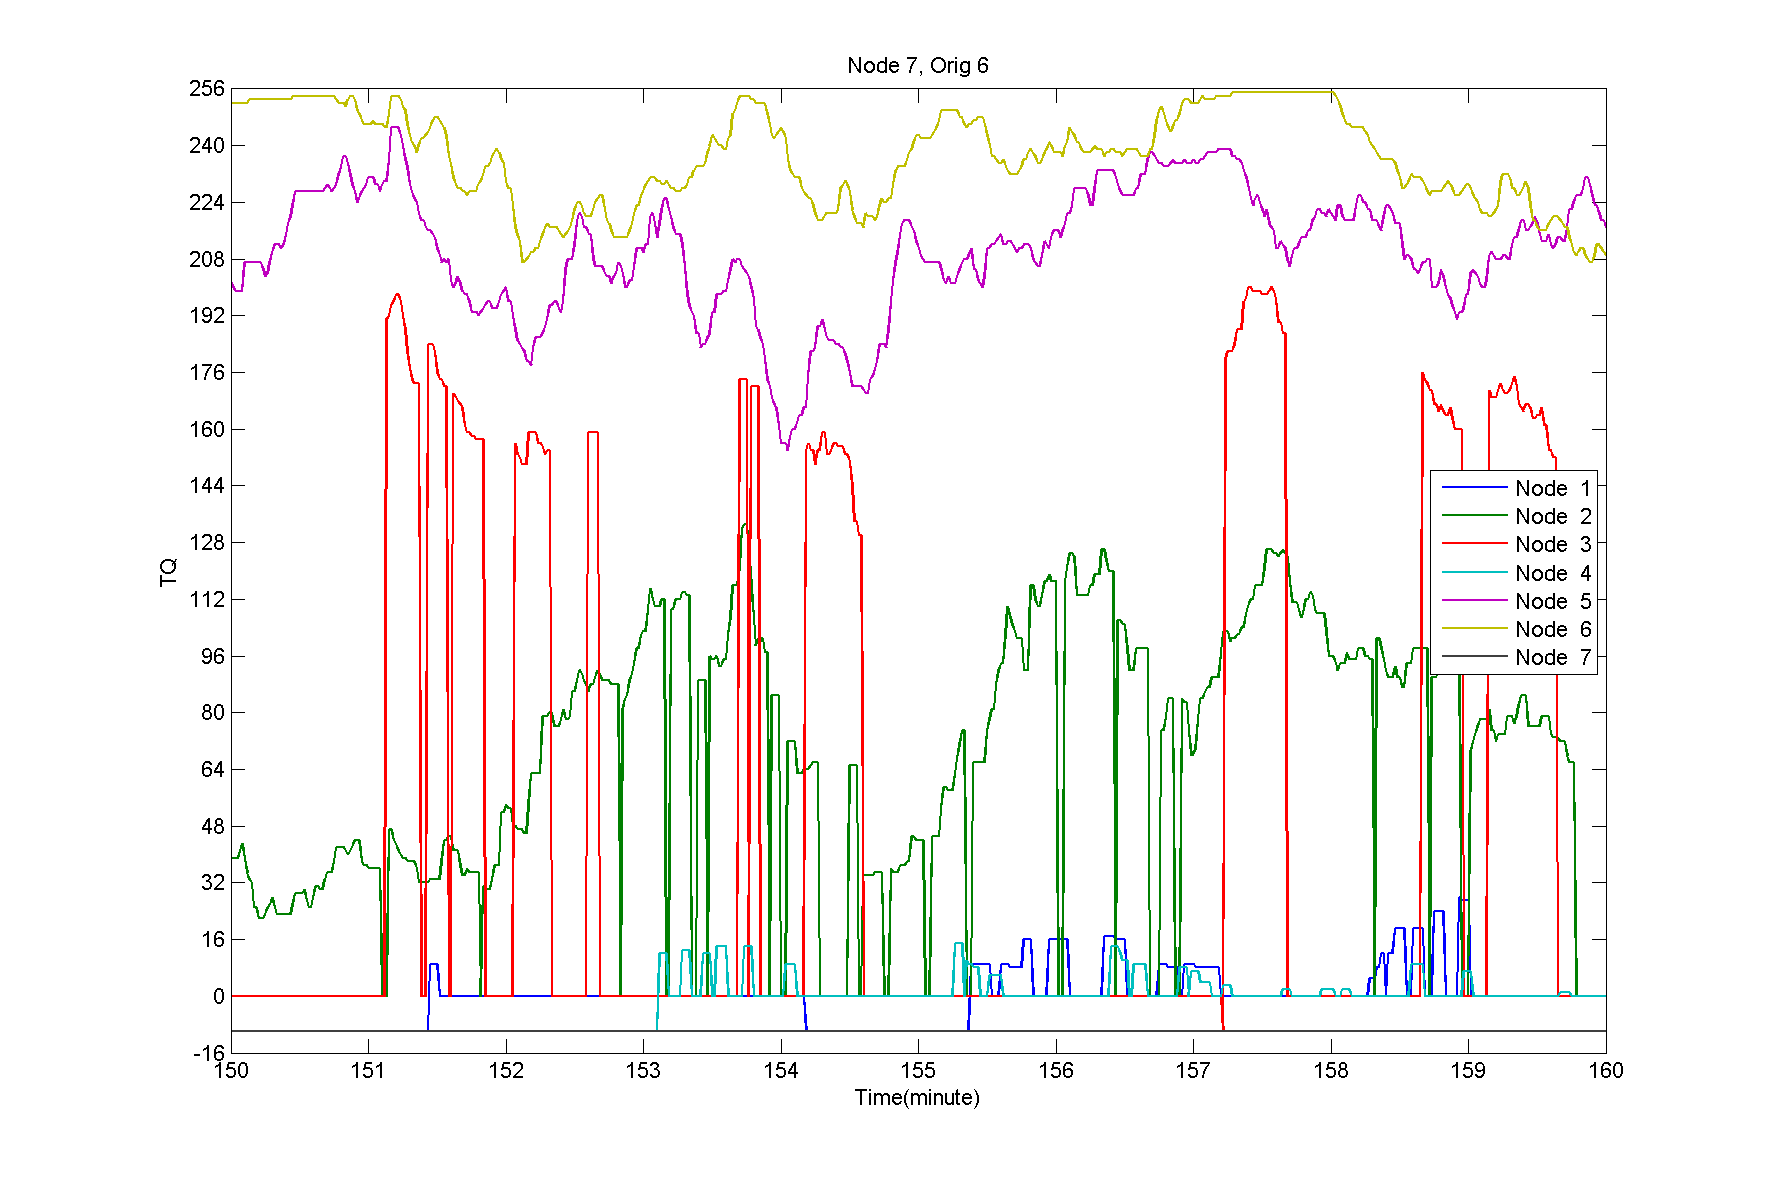 Node 7, Orig 6
256
240
224
208
192
176
160
144
128
112
96
80
64
48
32
16
0
-16
TQ
150 151 152 153 154 155 156 157 158 159 160
Time(minute)
Node 1
Node 2
Node 3
Node 4
Node 5
Node 6
Node 7